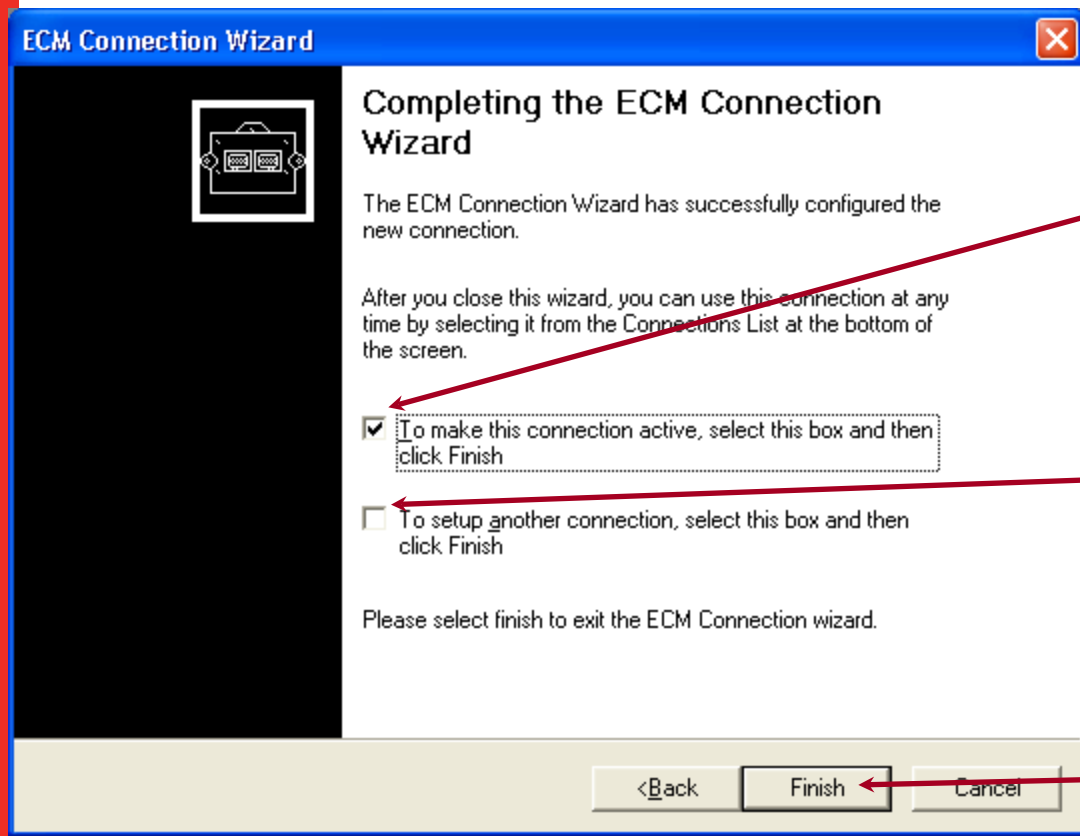 ECM Connection Wizard
Completing the ECM Connection
Wizard
The ECM Connection Wizard has successfully configured the
new connection.
After you close this wizard, you can use this connection at any
time by selecting it from the Connections List at the bottom of
the screen.
To make this connection active, select this box and then
click Finish
To setup another connection, select this box and then
click Finish
Please select finish to exit the ECM Connection wizard.
<Back Finish Cancel